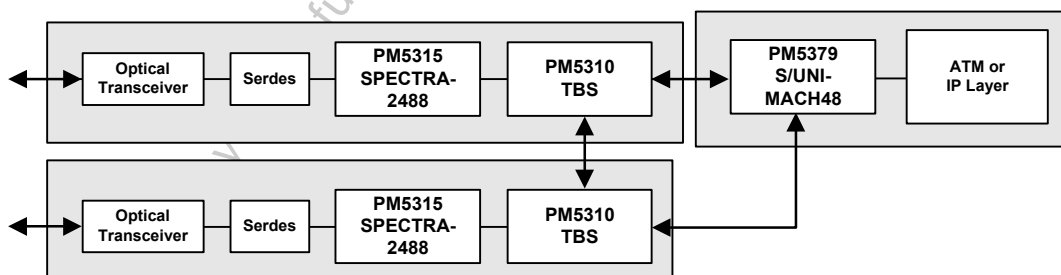 Optical
Transceiver
Serdes
PM5315
SPECTRA-
2488
PM5310
TBS
PM5379
S/UNI-
MACH48
ATM or
IP Layer
Optical
Transceiver
Serdes
PM5315
SPECTRA-
2488
PM5310
TBS